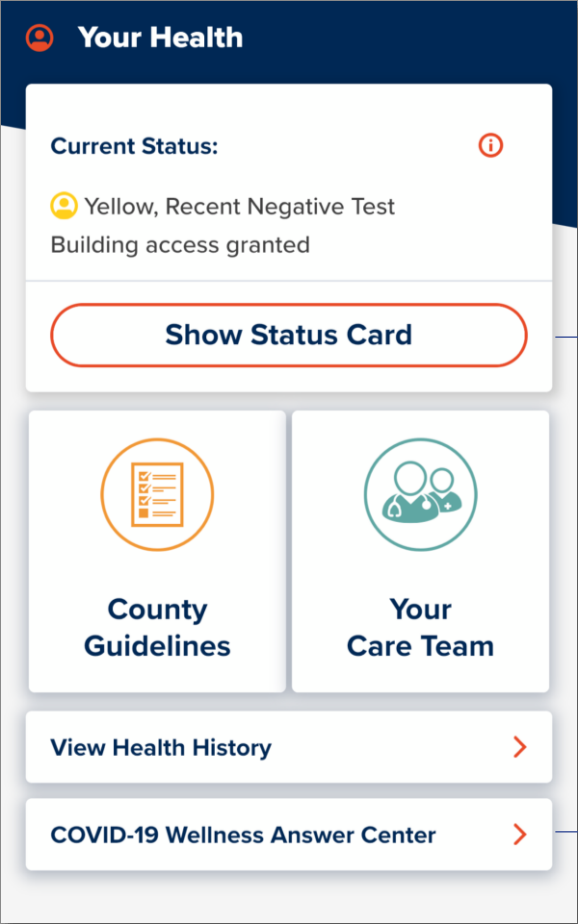 Your Health
Current Status:
Yellow, Recent Negative Test
Building access granted
Show Status Card
County
Guidelines
Your
Care Team
View Health History
COVID-19 Wellness Answer Center